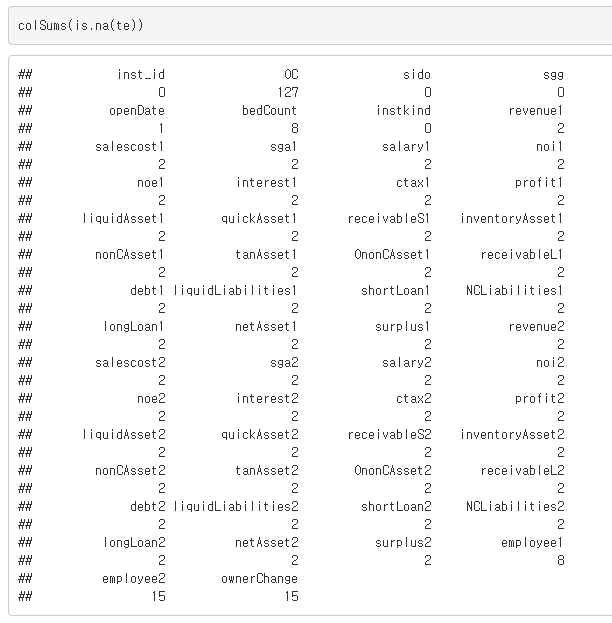 colSums(is.na(te))
## inst_id OC sido sgg
## 0 127 0 0
## openDate bedCount instkind revenue1
## 1 8 0 2
## salescost1 sga1 salary1 noi1
## 2 2 2 2
## noe1 interest1 ctax1 profit1
## 2 2 2 2
## liquidAsset1 quickAsset1 receivableS1 inventoryAsset1
## 2 2 2 2
## nonCAsset1 tanAsset1 OnonCAsset1 receivableL1
## 2 2 2 2
## debt1 liquidLiabilities1 shortLoan1 NCLiabilities1
## 2 2 2 2
## longLoan1 netAsset1 surplus1 revenue2
## 2 2 2 2
## salescost2 sga2 salary2 noi2
## 2 2 2 2
## noe2 interest2 ctax2 profit2
## 2 2 2 2
## liquidAsset2 quickAsset2 receivableS2 inventoryAsset2
## 2 2 2 2
## nonCAsset2 tanAsset2 OnonCAsset2 receivableL2
## 2 2 2 2
## debt2 liquidLiabilities2 shortLoan2 NCLiabilities2
## 2 2 2 2
## longLoan2 netAsset2 surplus2 employee1
## 2 2 2 8
## employee2 ownerChange
## 15 15